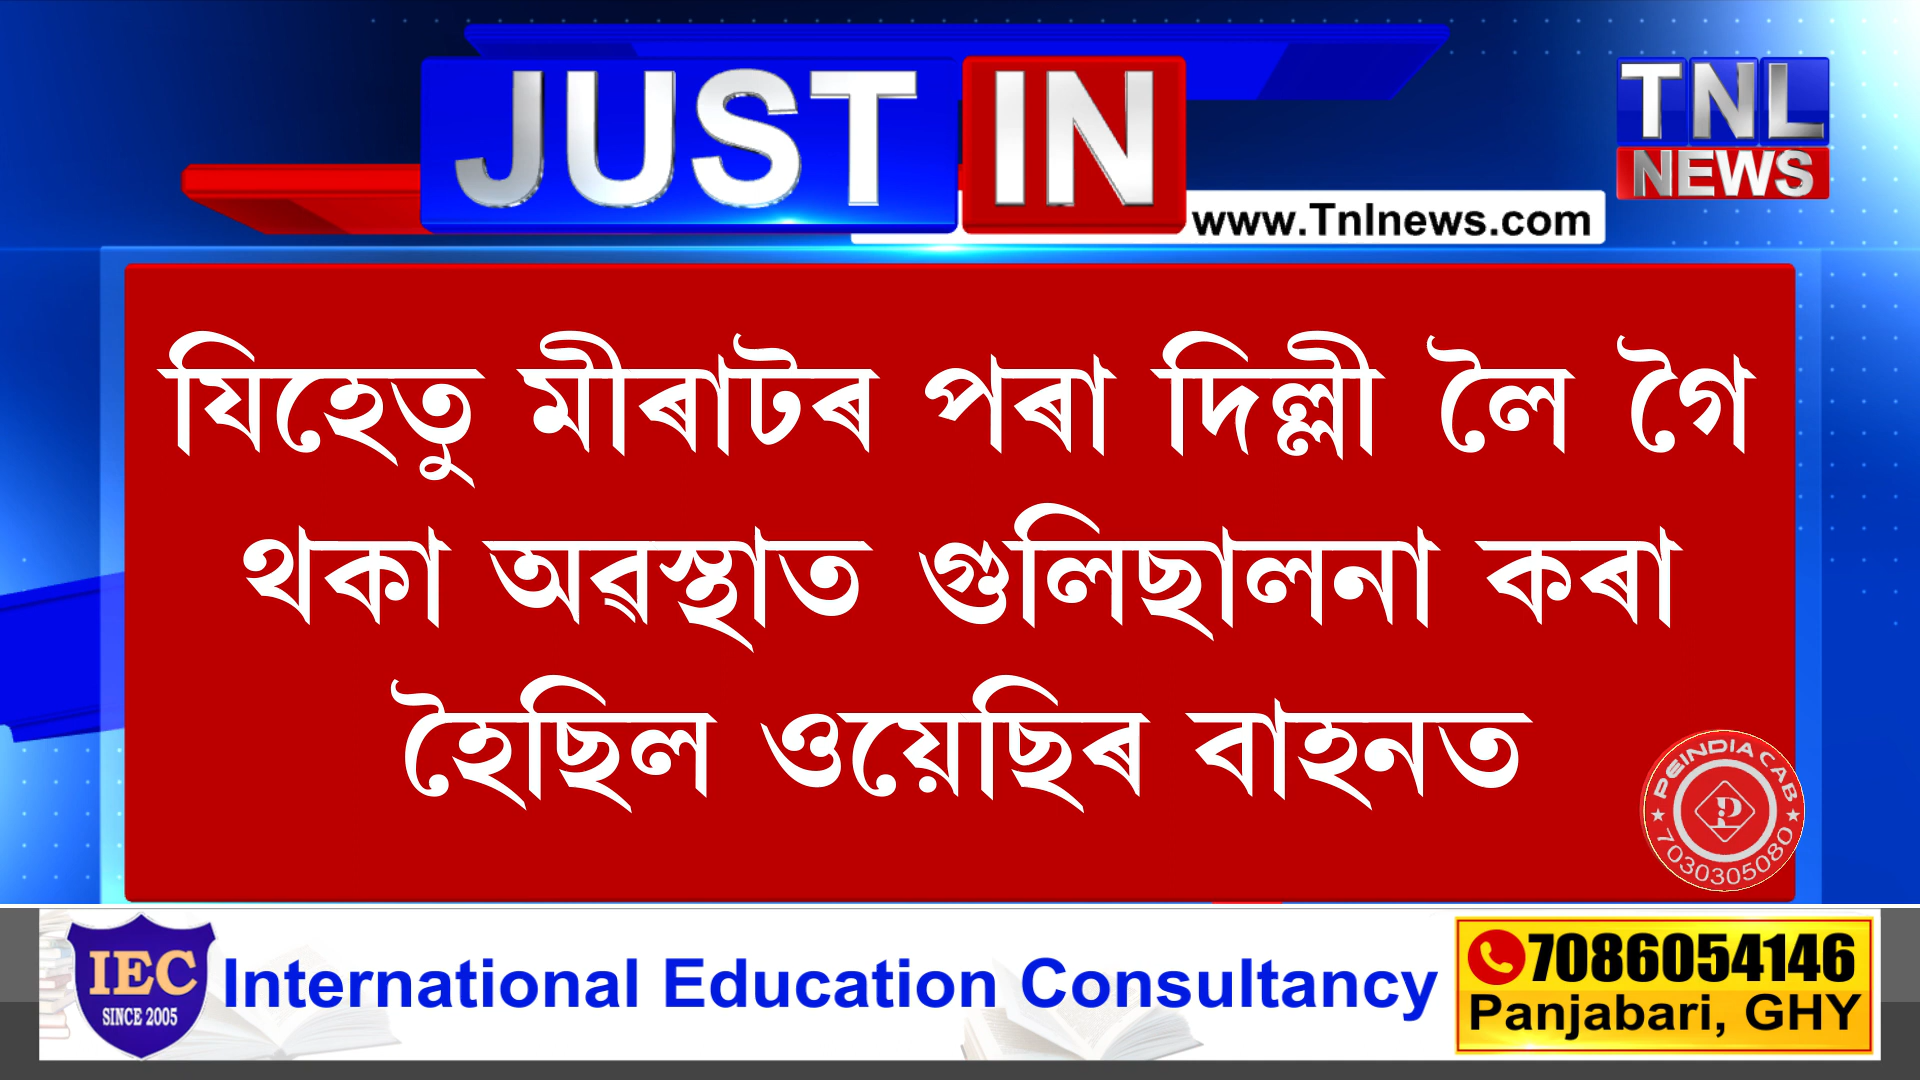 JUST IN
TNL
NEWS
www.Tnlnews.com
যিহেতু মীৰাটৰ পৰা দিল্লী লৈ গৈ
থকা অৱস্থাত গুলিছালনা কৰা
হৈছিল ওয়েছিৰ বাহনত
PEINDIA CAB
P
7030305080
IEC
SINCE 2005
International Education Consultancy
7086054146
Panjabari, GHY